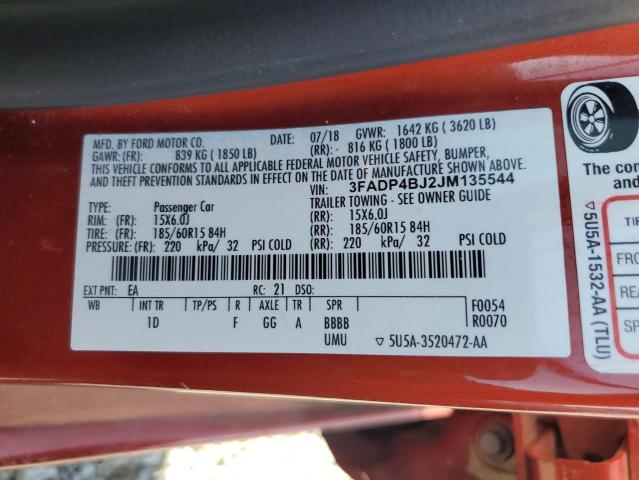 MFD. BY FORD MOTOR CO. DATE: 07/18 GVWR: 1642 KG ( 3620 LB)
GAWR: (FR): 839 KG ( 1850 LB) (RR):- 816 KG ( 1800 LB)
THIS VEHICLE CONFORMS TO ALL APPLICABLE FEDERAL MOTOR VEHICLE SAFETY, BUMPER,
AND THEFT PREVENTION STANDARDS IN EFFECT ON THE DATE OF MANUFACTURE SHOWN ABOVE.
VIN: 3FADP4BJ2JM135544
TYPE: Passenger Car TRAILER TOWING - SEE OWNER GUIDE
RIM: (FR): 15X6.0J (RR): 15X6.0J
TIRE: (FR): 185/60R15 84H (RR): 185/60R15 84H
PRESSURE: (FR): 220 kPa/ 32 PSI COLD (RR): 220 kPa/ 32 PSI COLD
EXT PNT: EA RC: 21 DSO:
WB INT TR TP/PS R AXLE TR SPR F0054
1D F GG A BBBB R0070
UMU ▽ 5U5A-3520472-AA
The con
factu
▽5U5A-1532-AA (TLU)
TI
FRO
REA
SP